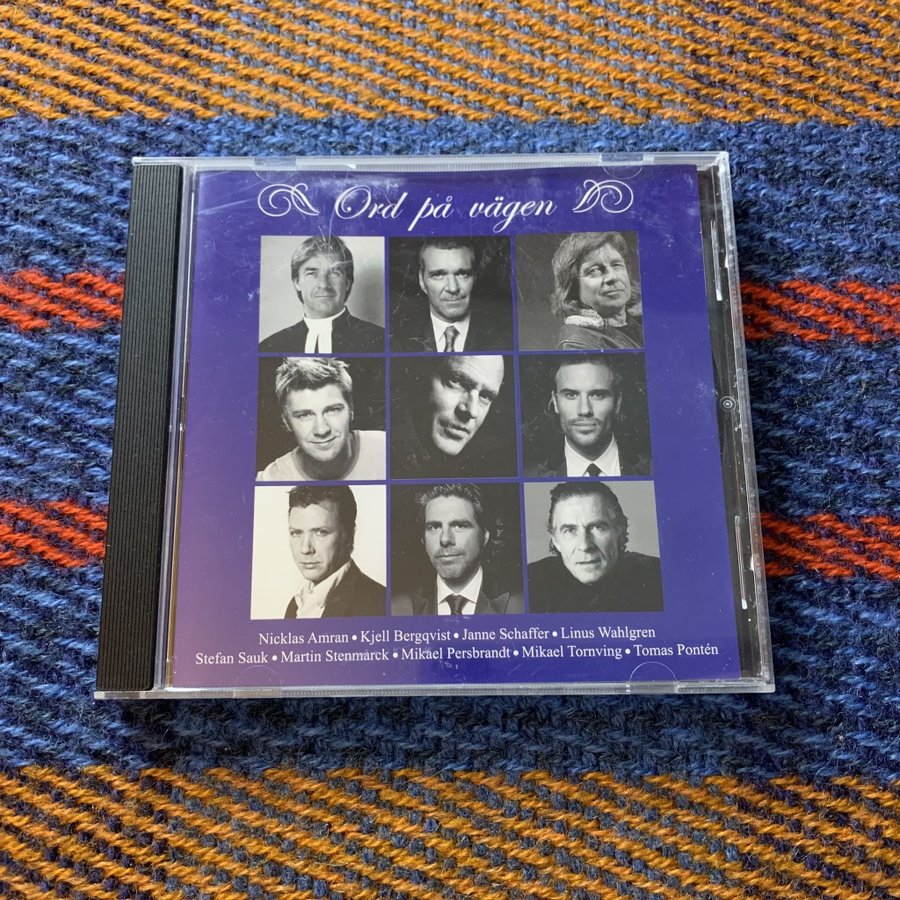 Ord på vägen
Nicklas Amran • Kjell Bergqvist • Janne Schaffer • Linus Wahlgren
Stefan Sauk • Martin Stenmarck • Mikael Persbrandt • Mikael Tornving • Tomas Pontén